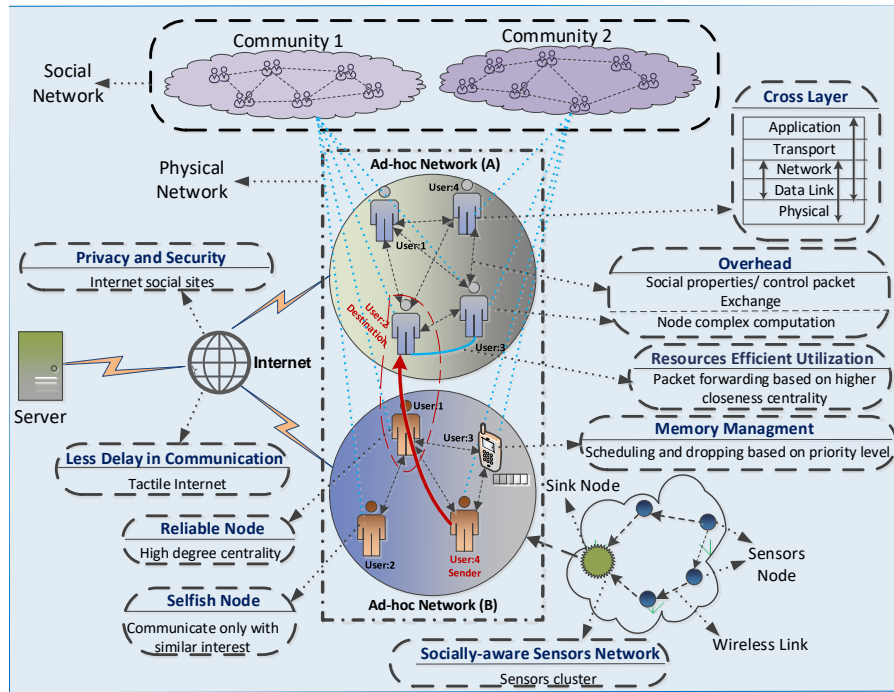 Community 1
Community 2
Social
Network
Cross Layer
Application
Transport
Network
Data Link
Physical
Physical
Network
Ad-hoc Network (A)
User:4
User:1
User:2
Destination
User:3
Privacy and Security
Internet social sites
Overhead
Social properties/ control packet
Exchange
Node complex computation
Internet
Server
Resources Efficient Utilization
Packet forwarding based on higher
closeness centrality
User:1
User:3
Memory Managment
Scheduling and dropping based on priority level
Less Delay in Communication
Tactile Internet
Sink Node
Reliable Node
High degree centrality
Sensors
Node
User:2
User:4
Sender
Selfish Node
Communicate only with
similar interest
Ad-hoc Network (B)
Wireless Link
Socially-aware Sensors Network
Sensors cluster